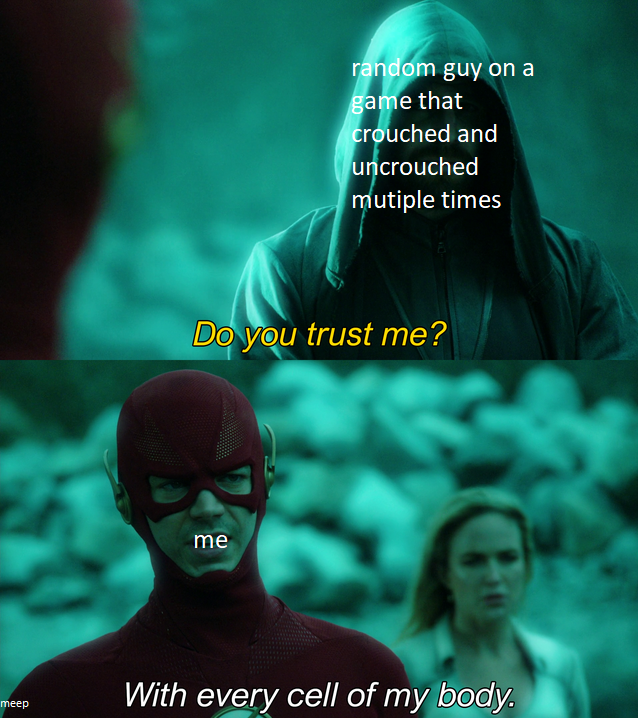 random guy on a
game that
crouched and
uncrouched
mutiple times
Do you trust me?
me
With every cell of my body.
meep